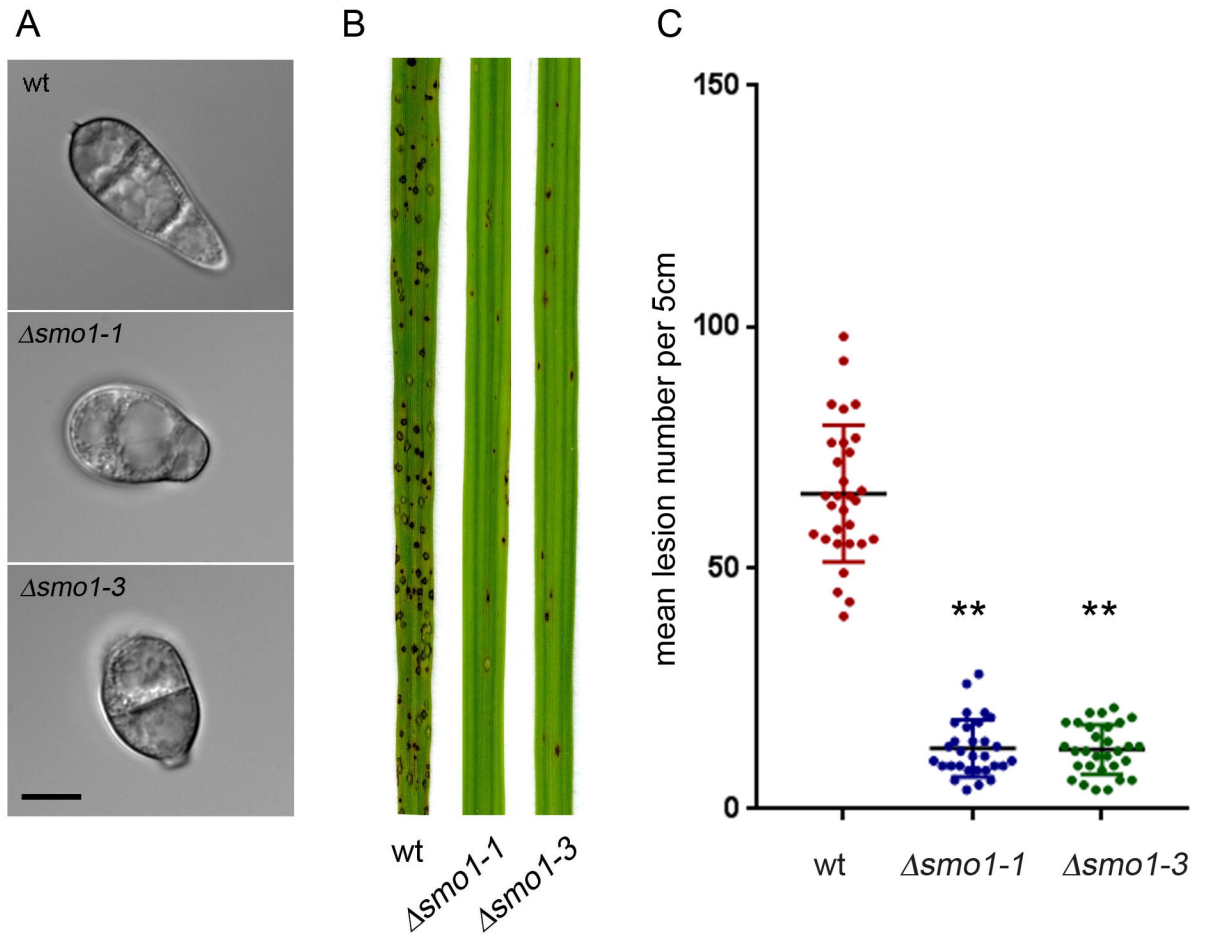 A
B
C
wt
Δsmo1-1
Δsmo1-3
wt
Δsmo1-1
Δsmo1-3
mean lesion number per 5cm
150
100
50
0
**
**
wt
Δsmo1-1
Δsmo1-3